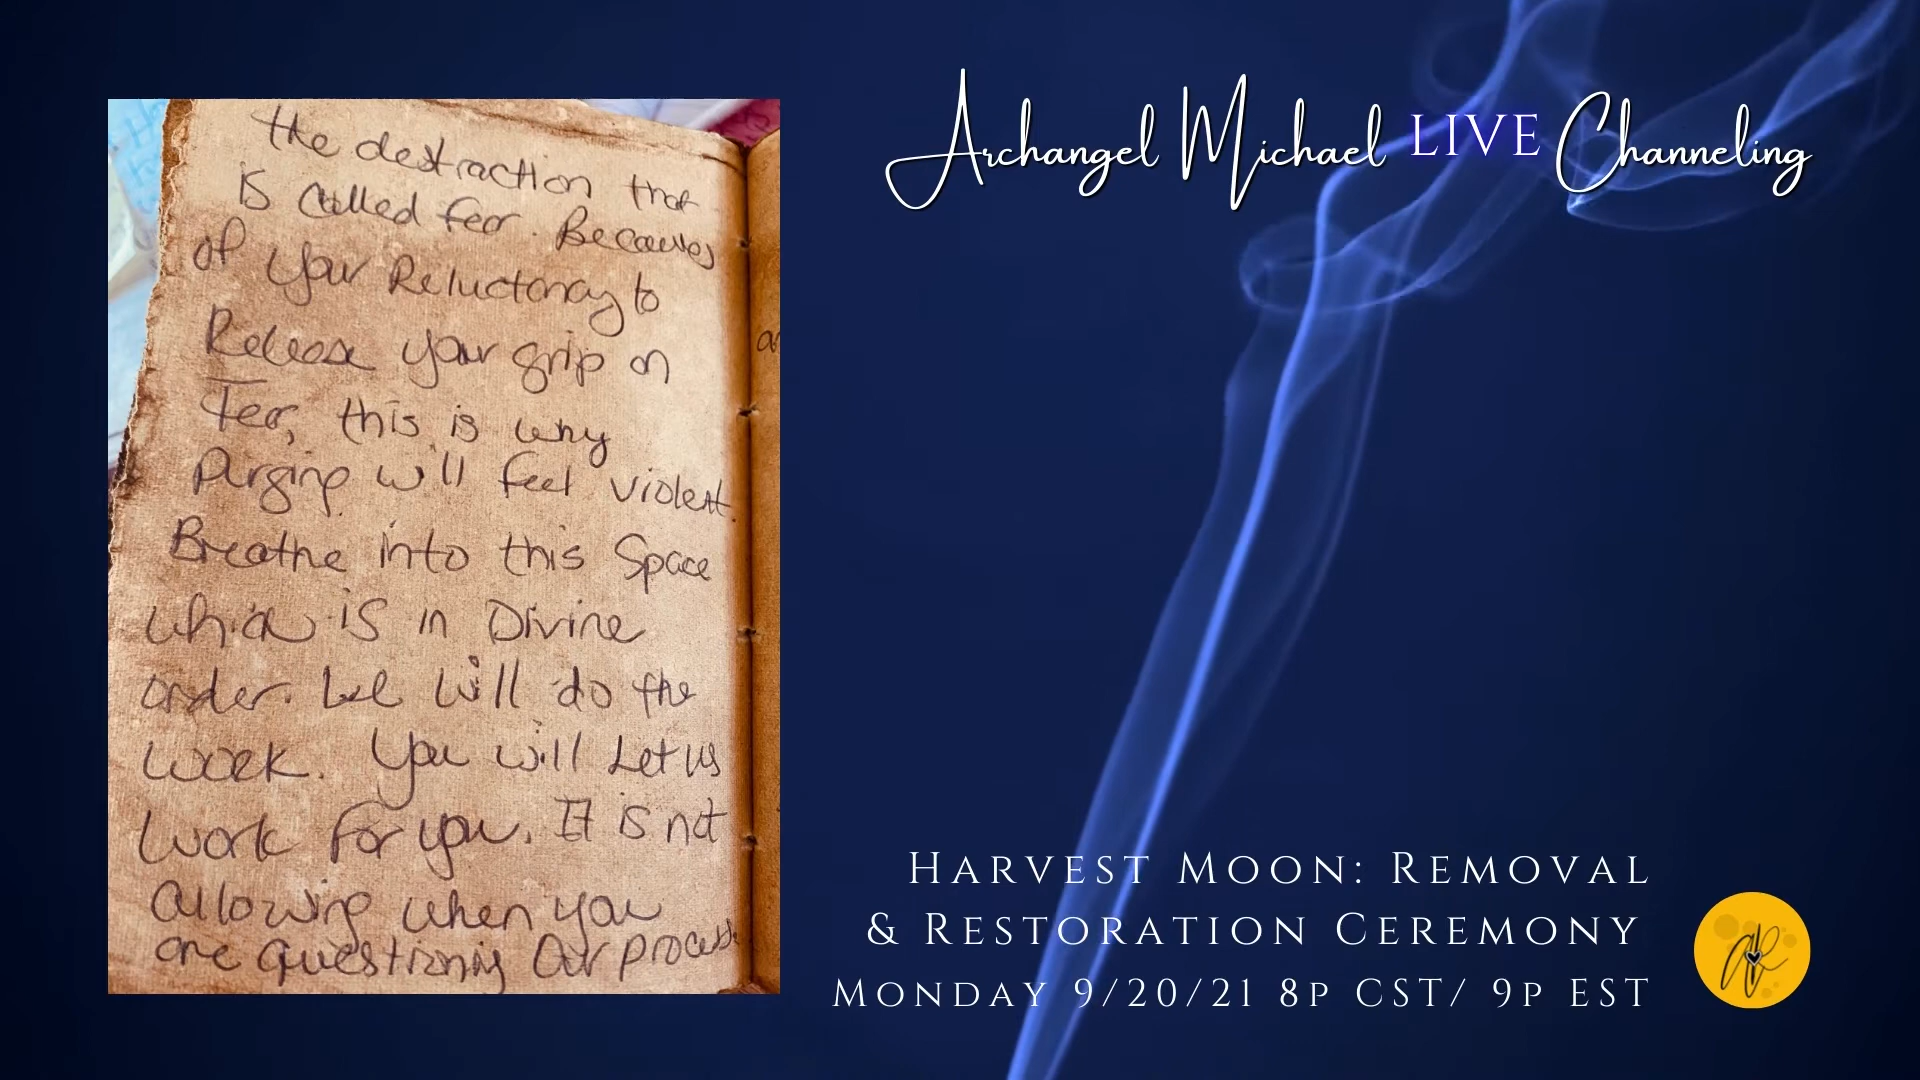 the destraction that
is called fear. Because
of your Reluctancy to
Release your grip on
Fear, this is why
purging will feel violent.
Breathe into this Space
which is in Divine
order. We will do the
work. You will Let us
work for you. It is not
allowing when you
are questioning Our process
Archangel Michael LIVE Channeling
Harvest Moon: Removal
& Restoration Ceremony
Monday 9/20/21 8p CST/ 9p EST